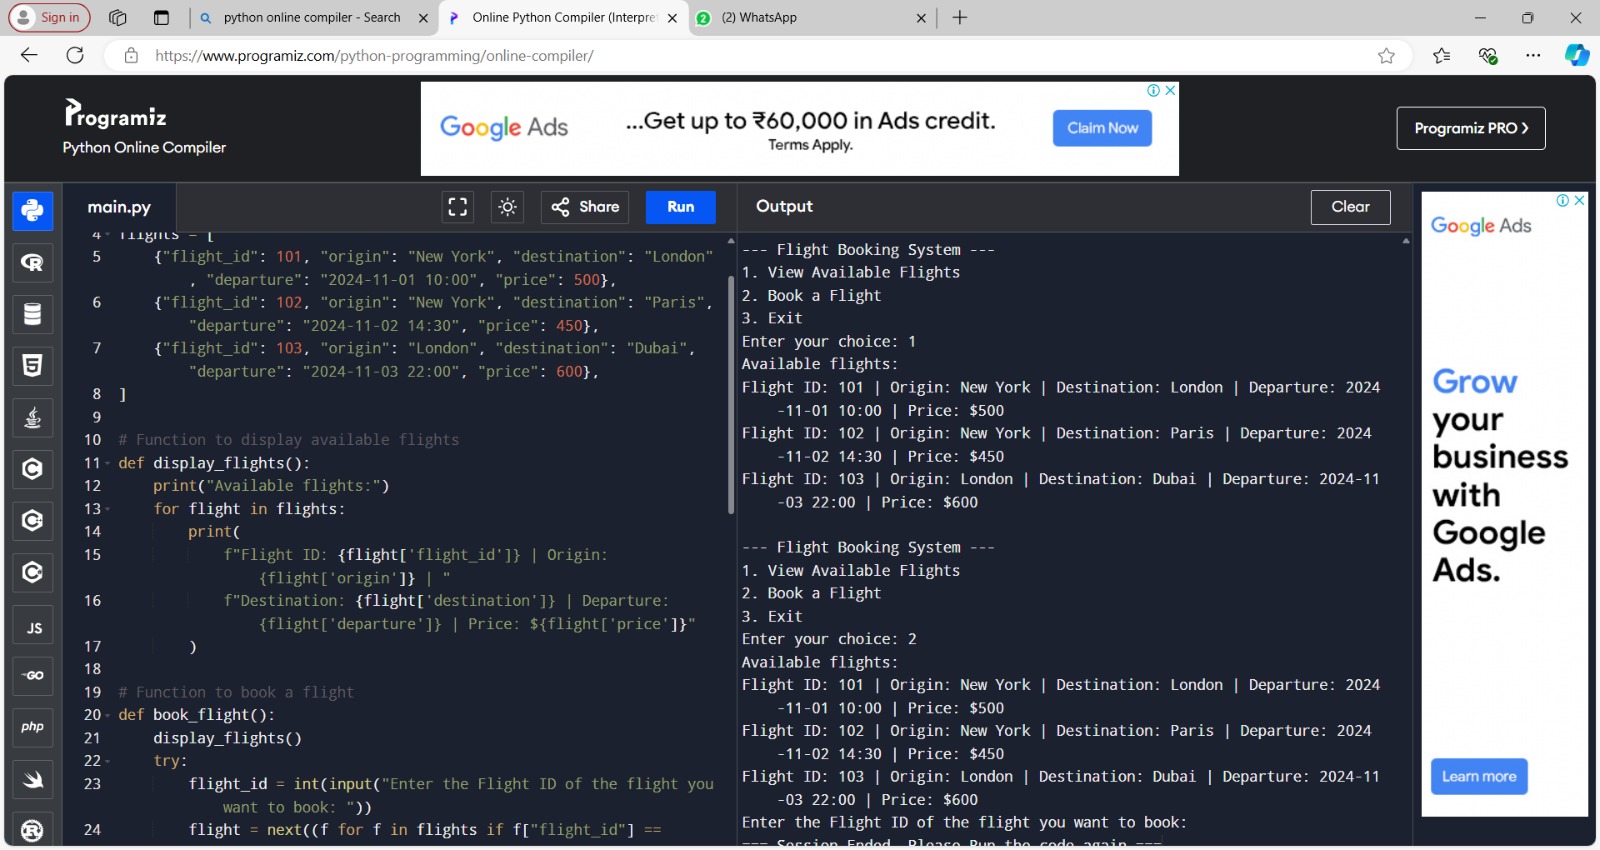 Sign in
python online compiler - Search
Online Python Compiler (Interpre
2
(2) WhatsApp
https://www.programiz.com/python-programming/online-compiler/
Programiz
Python Online Compiler
Google Ads
...Get up to ₹60,000 in Ads credit.
Terms Apply.
Claim Now
Programiz PRO
main.py
Share
Run
Output
Clear
4 flights = [
5 {"flight_id": 101, "origin": "New York", "destination": "London"
, "departure": "2024-11-01 10:00", "price": 500},
6 {"flight_id": 102, "origin": "New York", "destination": "Paris",
"departure": "2024-11-02 14:30", "price": 450},
7 {"flight_id": 103, "origin": "London", "destination": "Dubai",
"departure": "2024-11-03 22:00", "price": 600},
8 ]
9
10 # Function to display available flights
11 def display_flights():
12 print("Available flights:")
13 for flight in flights:
14 print(
15 f"Flight ID: {flight['flight_id']} | Origin:
{flight['origin']} | "
16 f"Destination: {flight['destination']} | Departure:
{flight['departure']} | Price: ${flight['price']}"
17 )
18
19 # Function to book a flight
20 def book_flight():
21 display_flights()
22 try:
23 flight_id = int(input("Enter the Flight ID of the flight you
want to book: "))
24 flight = next((f for f in flights if f["flight_id"] ==
--- Flight Booking System ---
1. View Available Flights
2. Book a Flight
3. Exit
Enter your choice: 1
Available flights:
Flight ID: 101 | Origin: New York | Destination: London | Departure: 2024
-11-01 10:00 | Price: $500
Flight ID: 102 | Origin: New York | Destination: Paris | Departure: 2024
-11-02 14:30 | Price: $450
Flight ID: 103 | Origin: London | Destination: Dubai | Departure: 2024-11
-03 22:00 | Price: $600
--- Flight Booking System ---
1. View Available Flights
2. Book a Flight
3. Exit
Enter your choice: 2
Available flights:
Flight ID: 101 | Origin: New York | Destination: London | Departure: 2024
-11-01 10:00 | Price: $500
Flight ID: 102 | Origin: New York | Destination: Paris | Departure: 2024
-11-02 14:30 | Price: $450
Flight ID: 103 | Origin: London | Destination: Dubai | Departure: 2024-11
-03 22:00 | Price: $600
Enter the Flight ID of the flight you want to book:
=== Session Ended. Please Run the code again ===
R
5
C
C
C
JS
GO
php
R
Google Ads
Grow
your
business
with
Google
Ads.
Learn more